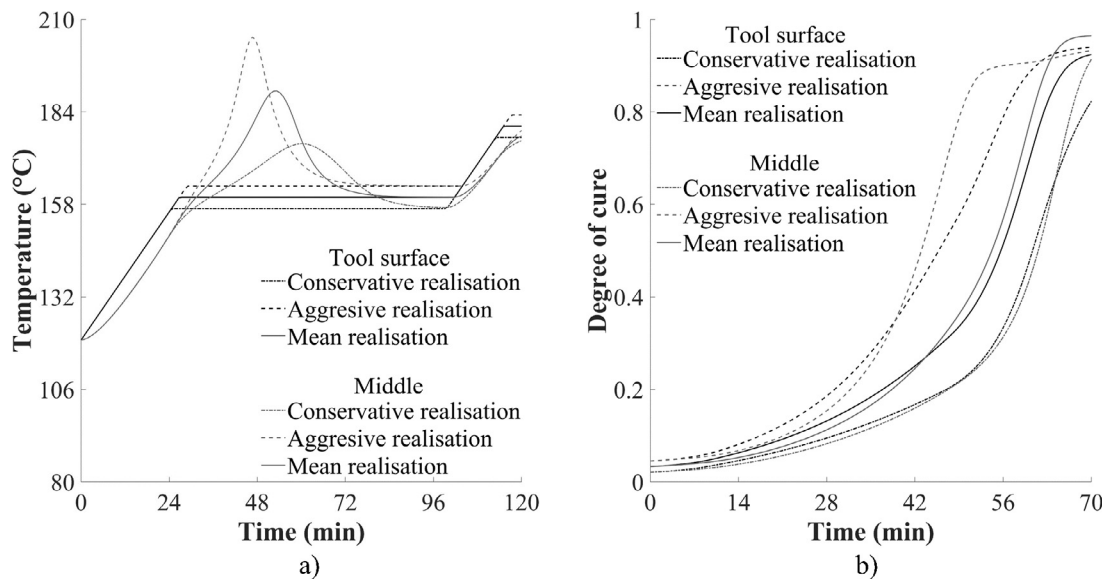 210
184
158
132
106
80
Temperature (°C)
Tool surface
Conservative realisation
Aggresive realisation
Mean realisation
Middle
Conservative realisation
Aggresive realisation
Mean realisation
0 24 48 72 96 120
Time (min)
a)
1
0.8
0.6
0.4
0.2
0
Degree of cure
Tool surface
Conservative realisation
Aggresive realisation
Mean realisation
Middle
Conservative realisation
Aggresive realisation
Mean realisation
0 14 28 42 56 70
Time (min)
b)